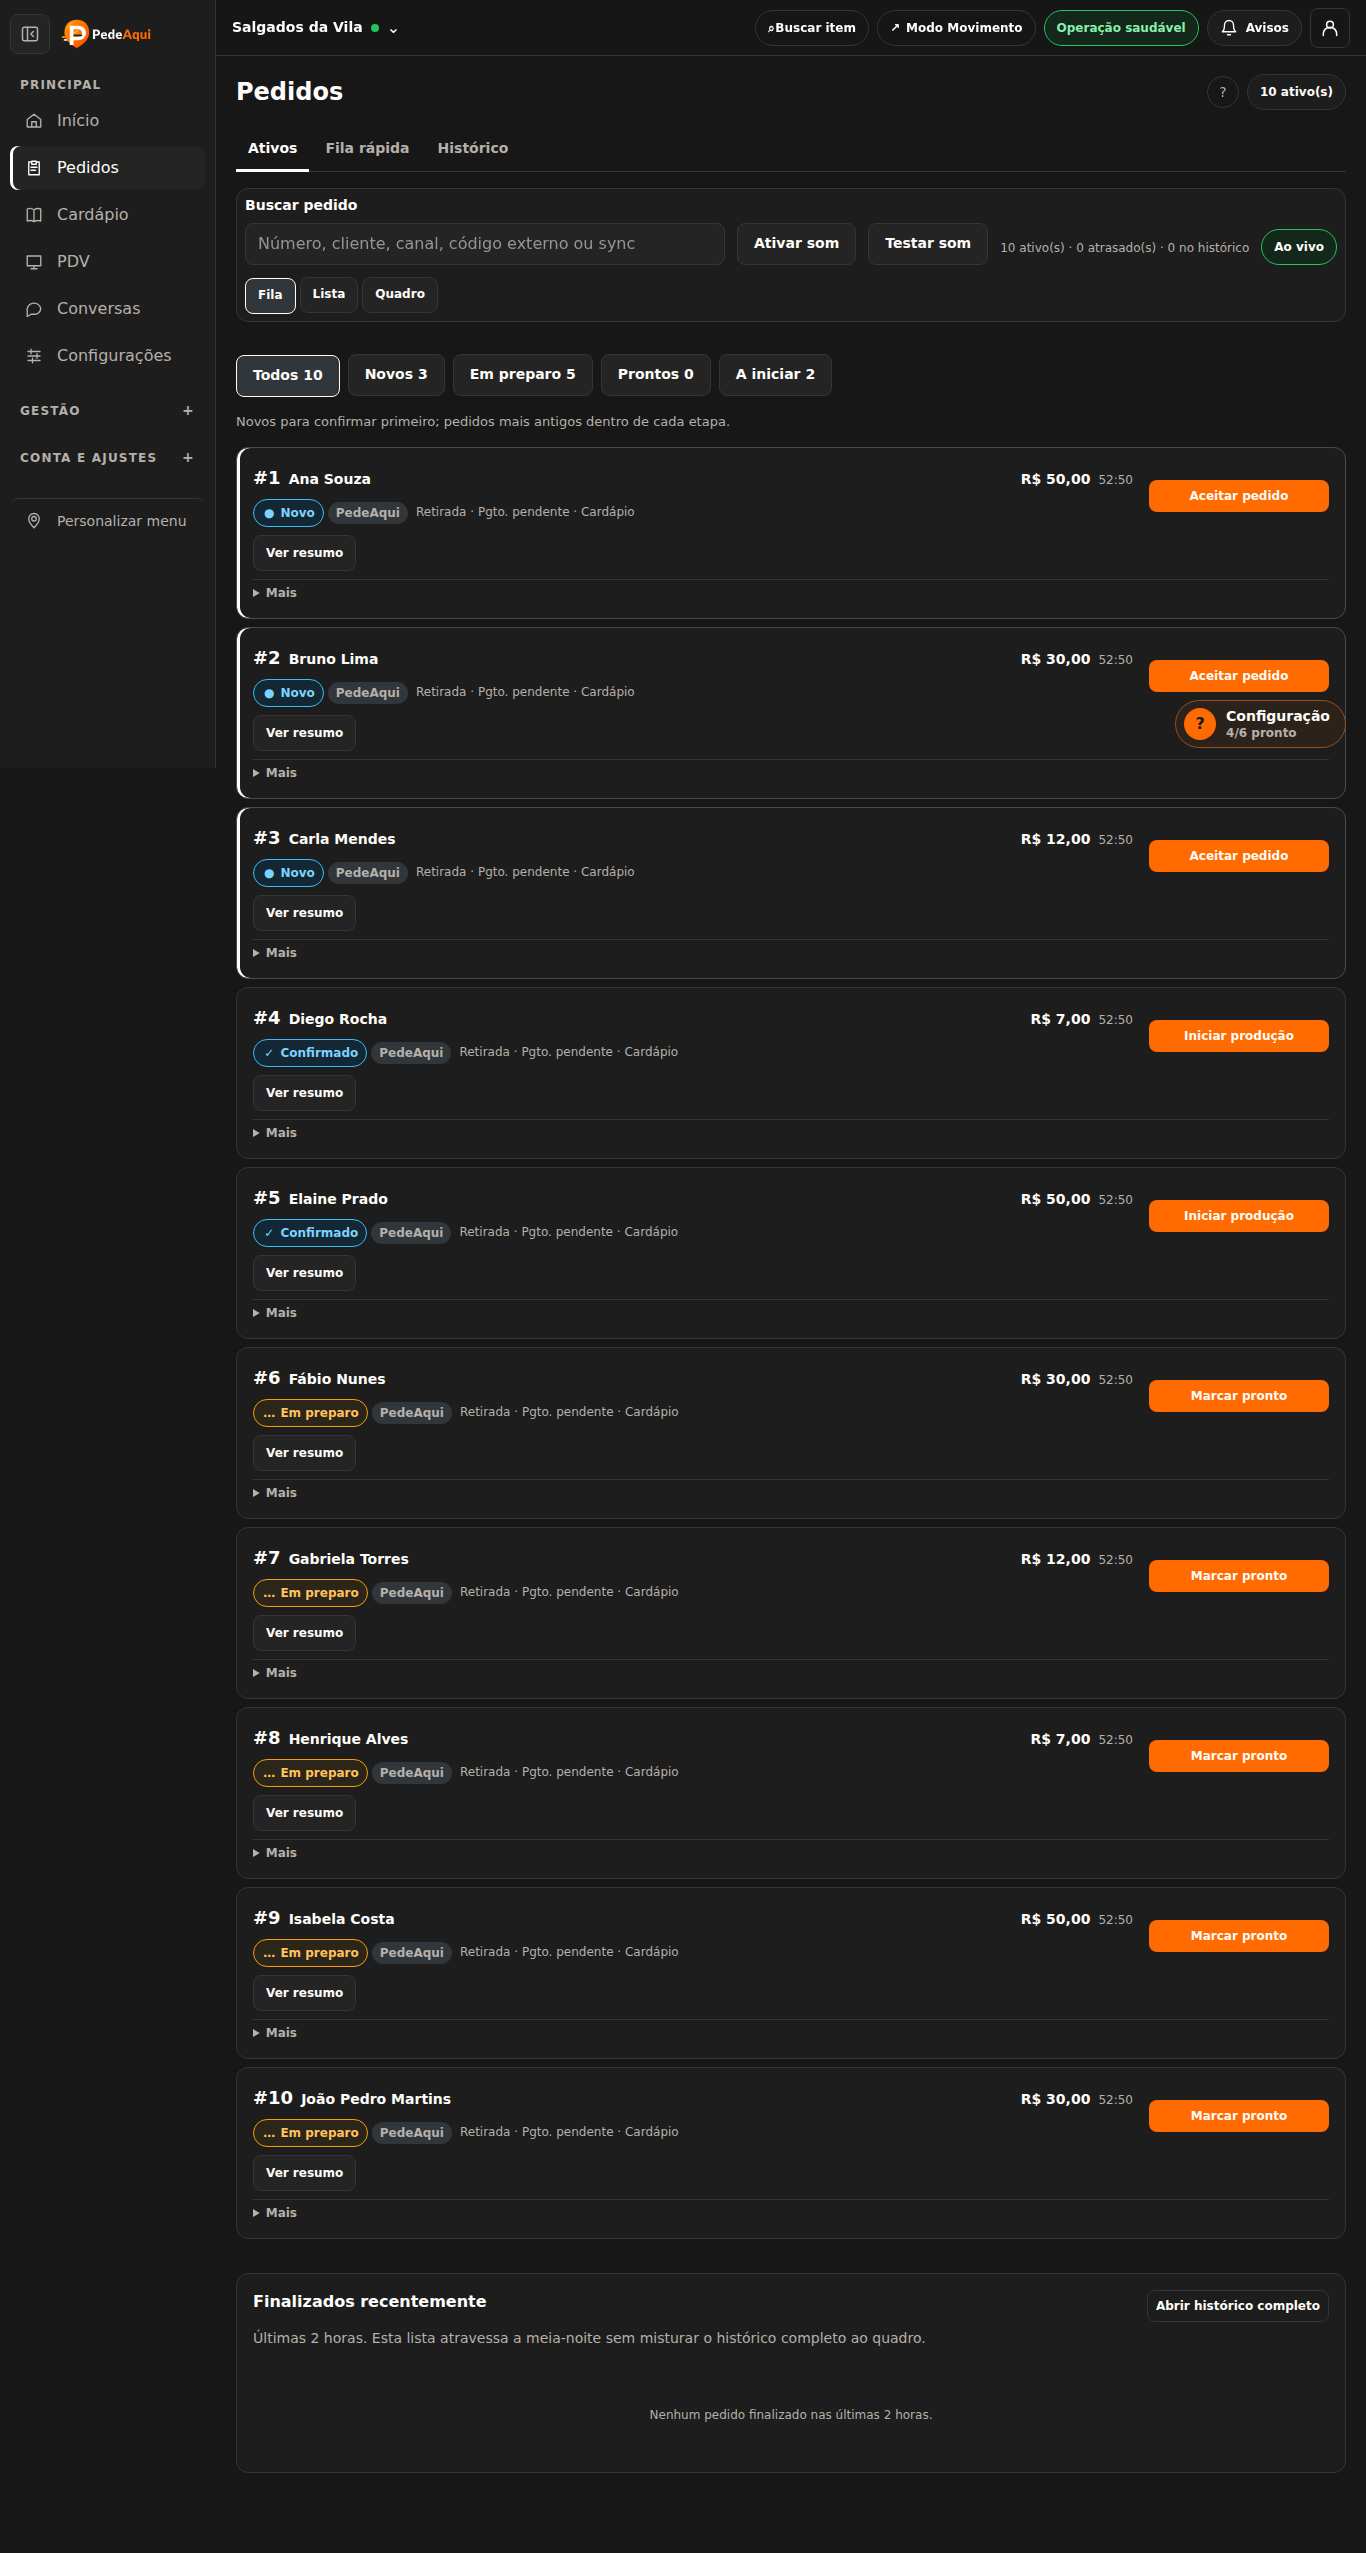 PedeAqui
PRINCIPAL
Início
Pedidos
Cardápio
PDV
Conversas
Configurações
GESTÃO +
CONTA E AJUSTES +
Personalizar menu
Salgados da Vila
Buscar item
↗ Modo Movimento
Operação saudável
Avisos
Pedidos
?
10 ativo(s)
Ativos
Fila rápida
Histórico
Buscar pedido
Número, cliente, canal, código externo ou sync
Ativar som
Testar som
10 ativo(s) · 0 atrasado(s) · 0 no histórico
Ao vivo
Fila
Lista
Quadro
Todos 10
Novos 3
Em preparo 5
Prontos 0
A iniciar 2
Novos para confirmar primeiro; pedidos mais antigos dentro de cada etapa.
#1 Ana Souza
R$ 50,00 52:50
Aceitar pedido
● Novo PedeAqui Retirada · Pgto. pendente · Cardápio
Ver resumo
▶ Mais
#2 Bruno Lima
R$ 30,00 52:50
Aceitar pedido
● Novo PedeAqui Retirada · Pgto. pendente · Cardápio
Ver resumo
▶ Mais
? Configuração
4/6 pronto
#3 Carla Mendes
R$ 12,00 52:50
Aceitar pedido
● Novo PedeAqui Retirada · Pgto. pendente · Cardápio
Ver resumo
▶ Mais
#4 Diego Rocha
R$ 7,00 52:50
Iniciar produção
✓ Confirmado PedeAqui Retirada · Pgto. pendente · Cardápio
Ver resumo
▶ Mais
#5 Elaine Prado
R$ 50,00 52:50
Iniciar produção
✓ Confirmado PedeAqui Retirada · Pgto. pendente · Cardápio
Ver resumo
▶ Mais
#6 Fábio Nunes
R$ 30,00 52:50
Marcar pronto
... Em preparo PedeAqui Retirada · Pgto. pendente · Cardápio
Ver resumo
▶ Mais
#7 Gabriela Torres
R$ 12,00 52:50
Marcar pronto
... Em preparo PedeAqui Retirada · Pgto. pendente · Cardápio
Ver resumo
▶ Mais
#8 Henrique Alves
R$ 7,00 52:50
Marcar pronto
... Em preparo PedeAqui Retirada · Pgto. pendente · Cardápio
Ver resumo
▶ Mais
#9 Isabela Costa
R$ 50,00 52:50
Marcar pronto
... Em preparo PedeAqui Retirada · Pgto. pendente · Cardápio
Ver resumo
▶ Mais
#10 João Pedro Martins
R$ 30,00 52:50
Marcar pronto
... Em preparo PedeAqui Retirada · Pgto. pendente · Cardápio
Ver resumo
▶ Mais
Finalizados recentemente
Abrir histórico completo
Últimas 2 horas. Esta lista atravessa a meia-noite sem misturar o histórico completo ao quadro.
Nenhum pedido finalizado nas últimas 2 horas.